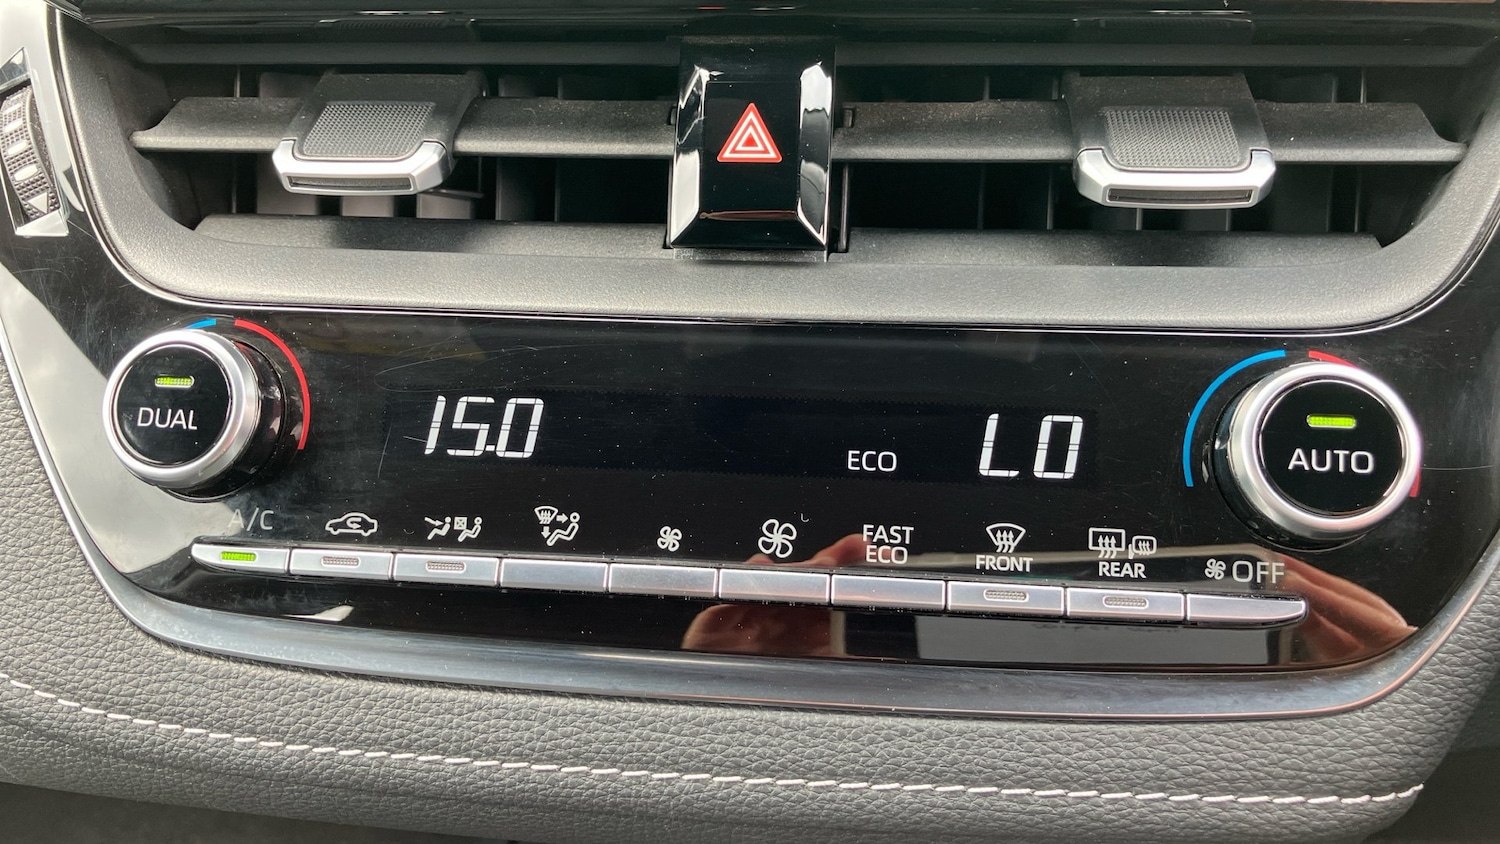 DUAL
15.0
ECO
LO
AUTO
A/C
FAST
ECO
FRONT
REAR
OFF